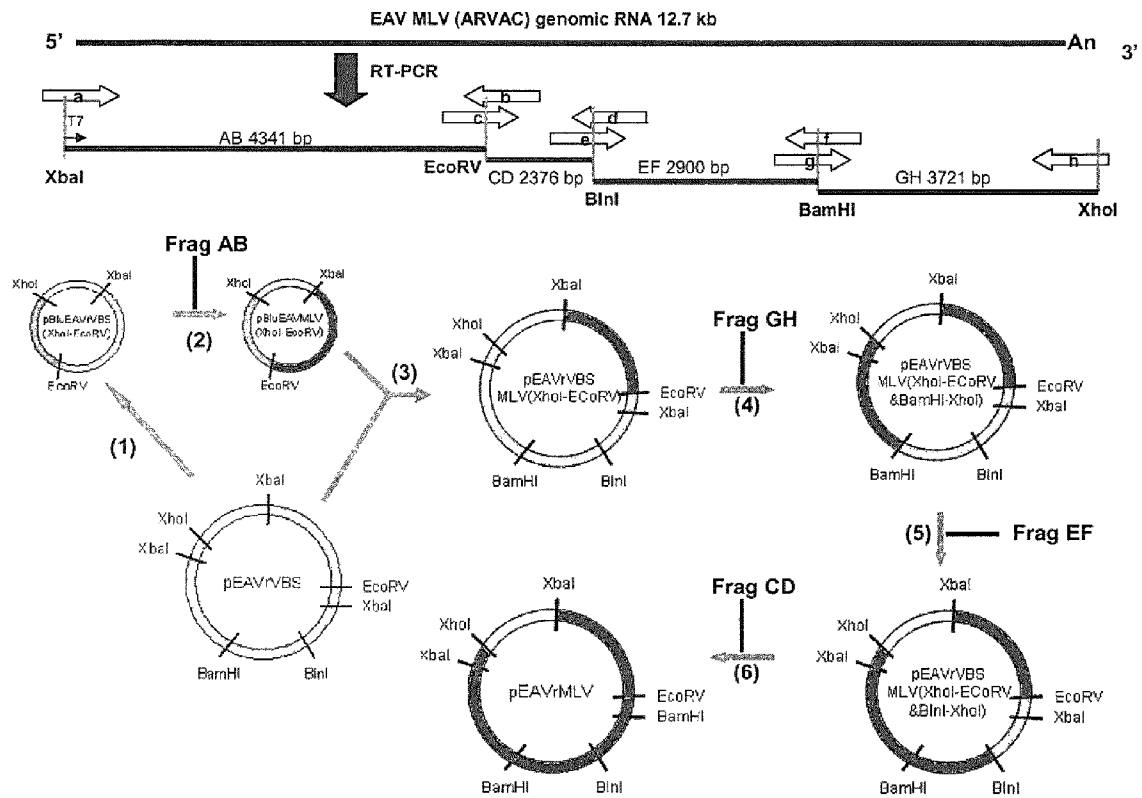 EAV MLV (ARVAC) genomic RNA 12.7 kb
5’
An
3’
RT-PCR
a
b
c
d
e
f
g
h
T7
AB 4341 bp
XbaI
EcoRV
CD 2376 bp
BlnI
EF 2900 bp
BamHI
GH 3721 bp
XhoI
Frag AB
XhoI
XbaI
pBluEAVrVBS
(XhoI-EcoRV)
EcoRV
(2)
XhoI
XbaI
pBluEAVMLV
(XhoI-EcoRV)
EcoRV
(1)
(3)
XbaI
XhoI
XbaI
pEAVrVBS
MLV(XhoI-ECoRV)
EcoRV
XbaI
BamHI
BlnI
Frag GH
(4)
XbaI
XhoI
XbaI
pEAVrVBS
MLV(XhoI-ECoRV
&BamHI-XhoI)
EcoRV
XbaI
BamHI
BlnI
XbaI
XhoI
XbaI
pEAVrVBS
EcoRV
XbaI
BamHI
BlnI
(5)
Frag EF
XbaI
XhoI
XbaI
pEAVrVBS
MLV(XhoI-ECoRV
&BlnI-XhoI)
EcoRV
XbaI
BamHI
BlnI
Frag CD
(6)
XbaI
XhoI
XbaI
pEAVrMLV
EcoRV
BamHI
BamHI
BlnI